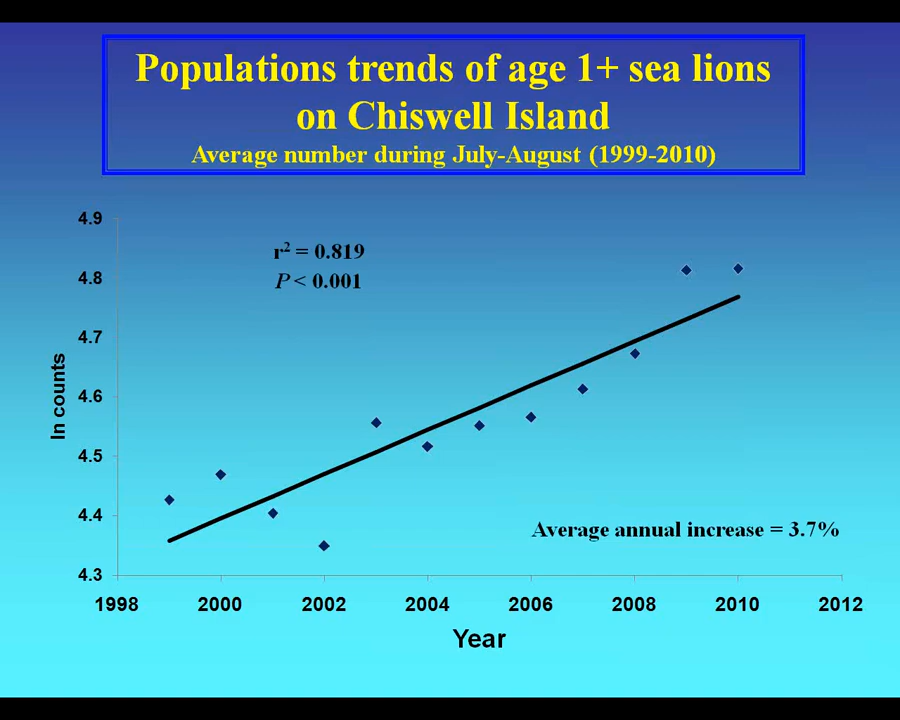 Populations trends of age 1+ sea lions
on Chiswell Island
Average number during July-August (1999-2010)
4.9
r² = 0.819
P < 0.001
4.8
4.7
4.6
4.5
4.4
4.3
ln counts
Average annual increase = 3.7%
1998 2000 2002 2004 2006 2008 2010 2012
Year